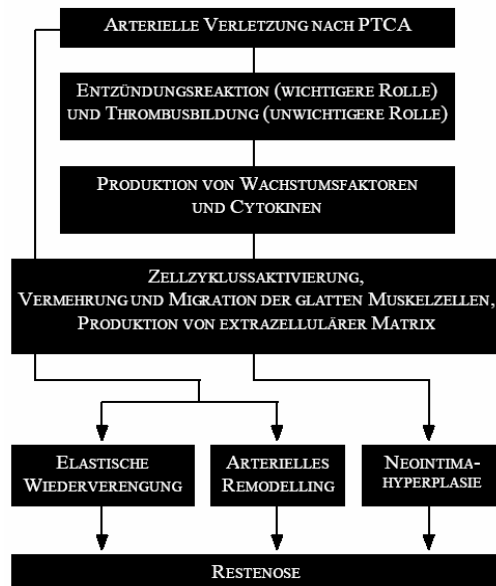 ARTERIELLE VERLETZUNG NACH PTCA
ENTZÜNDUNGSREAKTION (WICHTIGERE ROLLE)
UND THROMBUSBILDUNG (UNWICHTIGERE ROLLE)
PRODUKTION VON WACHSTUMSFAKTOREN
UND CYTOKINEN
ZELLZYKLUSAKTIVIERUNG,
VERMEHRUNG UND MIGRATION DER GLATTEN MUSKELZELLEN,
PRODUKTION VON EXTRAZELLULÄRER MATRIX
ELASTISCHE
WIEDERVERENGUNG
ARTERIELLES
REMODELLING
NEOINTIMA-
HYPERPLASIE
RESTENOSE